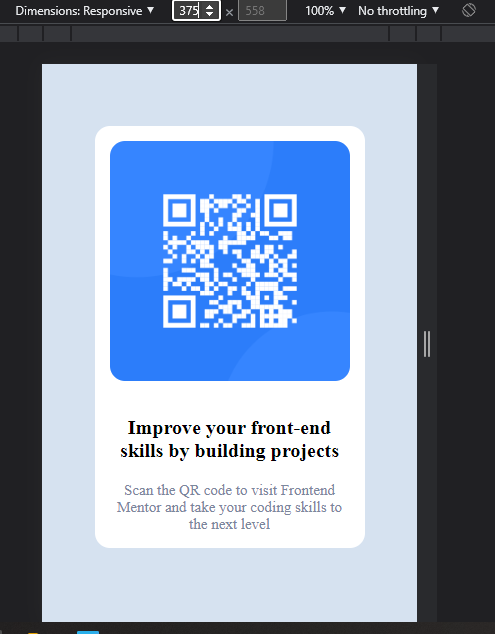 Dimensions: Responsive ▼ 375 × 558 100% ▼ No throttling ▼
Improve your front-end
skills by building projects
Scan the QR code to visit Frontend
Mentor and take your coding skills to
the next level